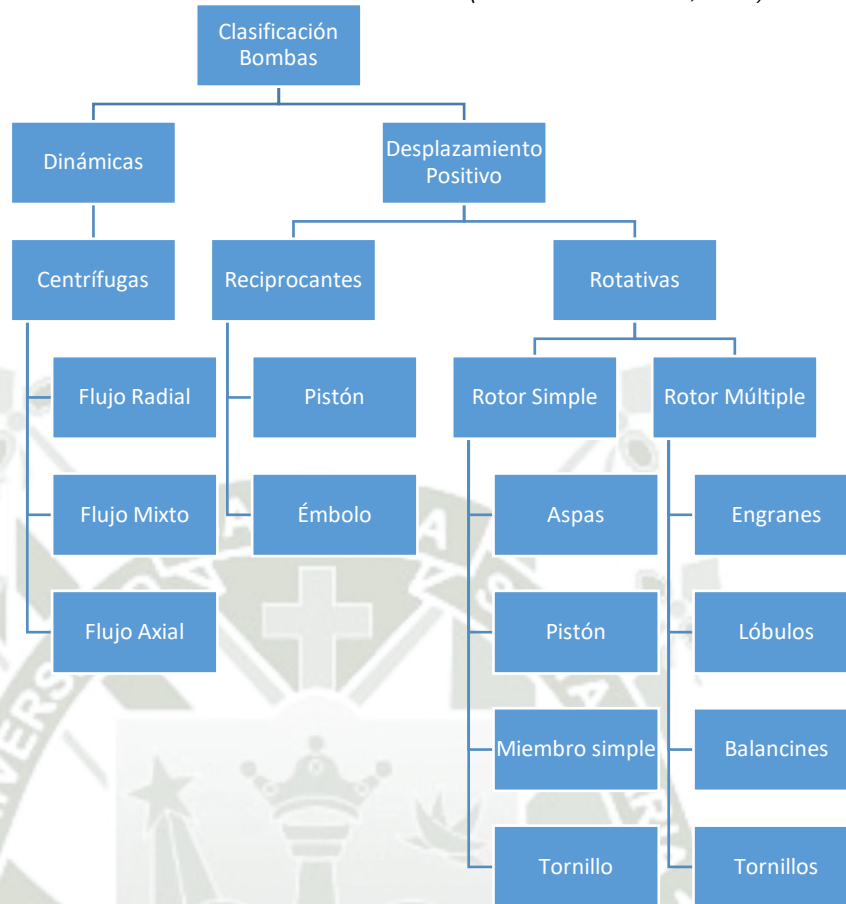 Clasificación
Bombas
Dinámicas
Desplazamiento
Positivo
Centrífugas
Reciprocantes
Rotativas
Flujo Radial
Pistón
Rotor Simple
Rotor Múltiple
Flujo Mixto
Émbolo
Aspas
Engranes
Flujo Axial
Pistón
Lóbulos
Miembro simple
Balancines
Tornillo
Tornillos